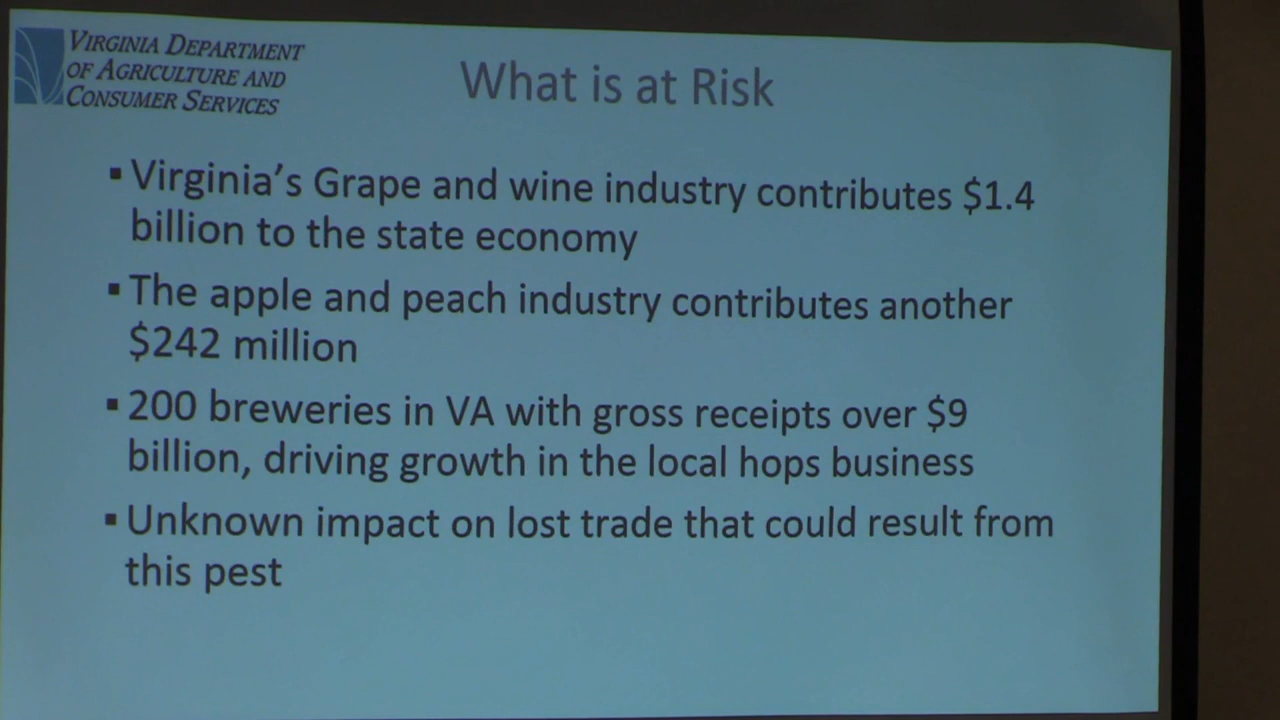 VIRGINIA DEPARTMENT
OF AGRICULTURE AND
CONSUMER SERVICES
What is at Risk
▪ Virginia's Grape and wine industry contributes $1.4
billion to the state economy
▪ The apple and peach industry contributes another
$242 million
▪ 200 breweries in VA with gross receipts over $9
billion, driving growth in the local hops business
▪ Unknown impact on lost trade that could result from
this pest